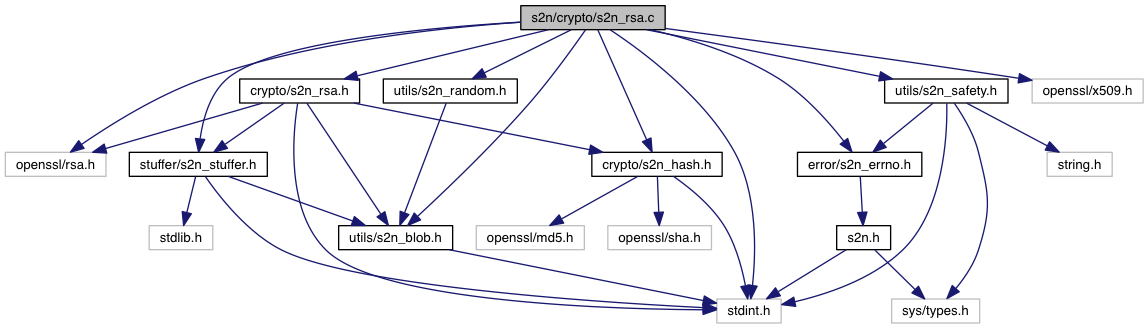 s2n/crypto/s2n_rsa.c
crypto/s2n_rsa.h
utils/s2n_random.h
utils/s2n_safety.h
openssl/x509.h
openssl/rsa.h
stuffer/s2n_stuffer.h
crypto/s2n_hash.h
error/s2n_errno.h
string.h
stdlib.h
utils/s2n_blob.h
openssl/md5.h
openssl/sha.h
s2n.h
stdint.h
sys/types.h